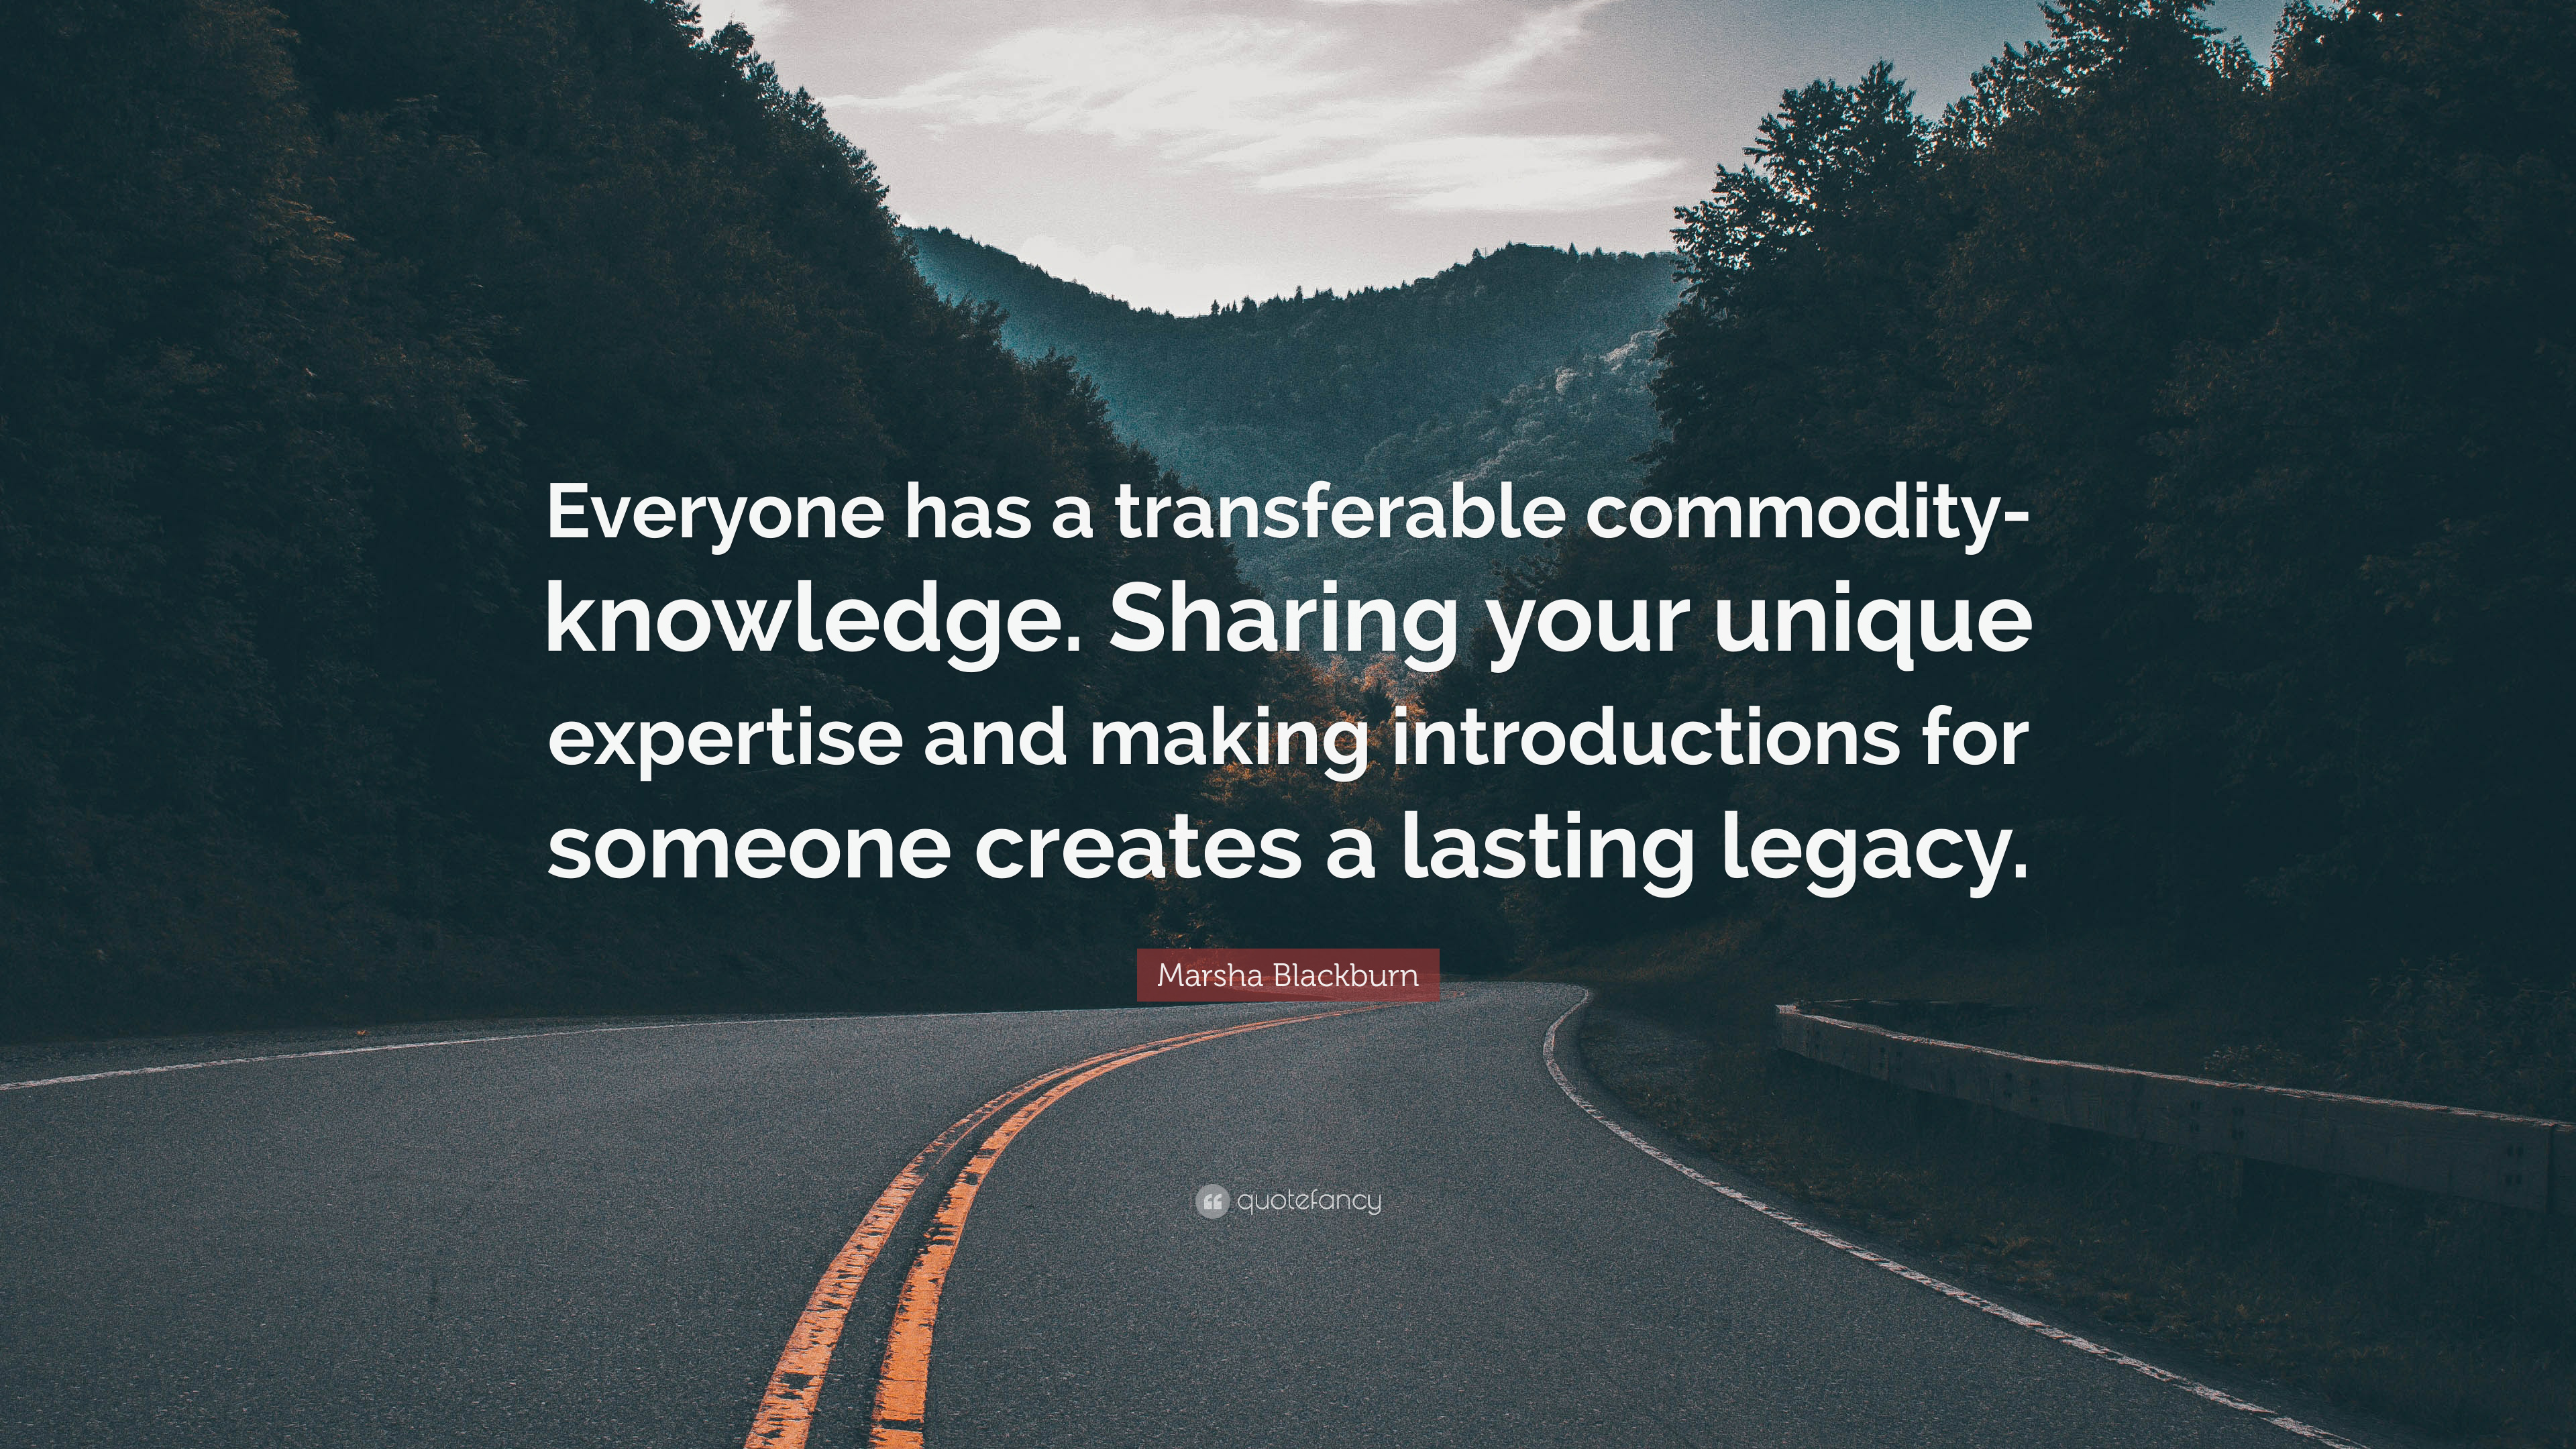 Everyone has a transferable commodity-
knowledge. Sharing your unique
expertise and making introductions for
someone creates a lasting legacy.
Marsha Blackburn
quotefancy